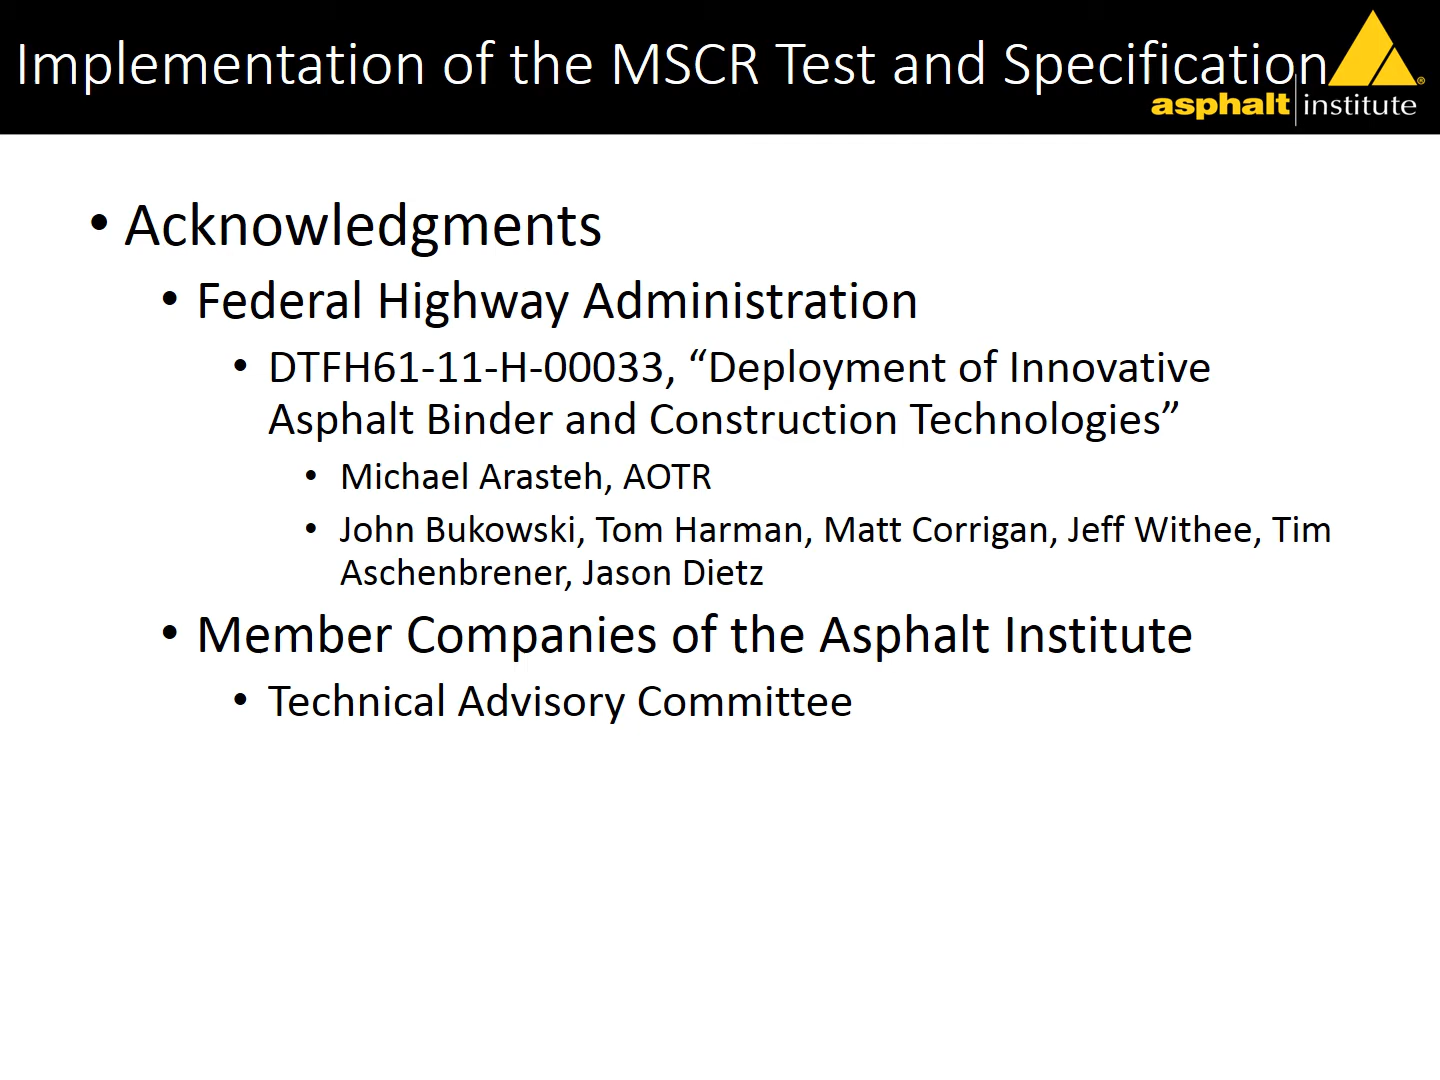 Implementation of the MSCR Test and Specification
asphalt institute
• Acknowledgments
• Federal Highway Administration
• DTFH61-11-H-00033, “Deployment of Innovative
Asphalt Binder and Construction Technologies”
• Michael Arasteh, AOTR
• John Bukowski, Tom Harman, Matt Corrigan, Jeff Withee, Tim
Aschenbrener, Jason Dietz
• Member Companies of the Asphalt Institute
• Technical Advisory Committee